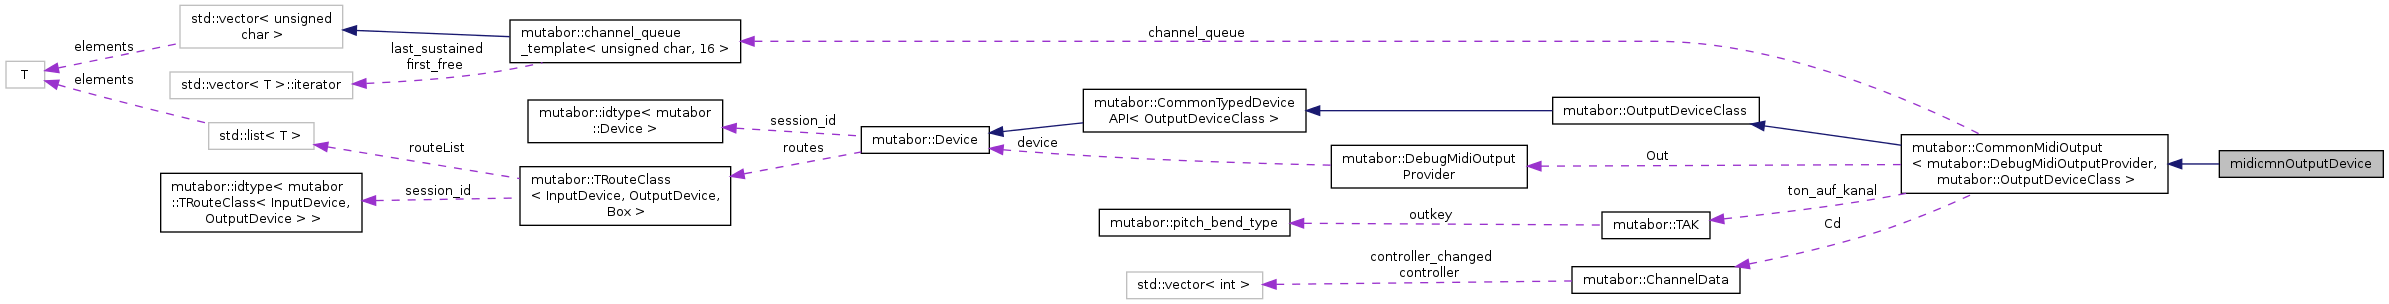 std::vector< unsigned
char >
elements
T
elements
std::vector< T >::iterator
std::list< T >
mutabor::idtype< mutabor
::TRouteClass< InputDevice,
OutputDevice > >
last_sustained
first_free
routeList
session_id
mutabor::channel_queue
_template< unsigned char, 16 >
mutabor::idtype< mutabor
::Device >
mutabor::TRouteClass
< InputDevice, OutputDevice,
Box >
session_id
routes
mutabor::Device
channel_queue
device
mutabor::CommonTypedDevice
API< OutputDeviceClass >
mutabor::pitch_bend_type
std::vector< int >
mutabor::DebugMidiOutput
Provider
outkey
controller_changed
controller
mutabor::OutputDeviceClass
mutabor::TAK
mutabor::ChannelData
Out
ton_auf_kanal
Cd
mutabor::CommonMidiOutput
< mutabor::DebugMidiOutputProvider,
mutabor::OutputDeviceClass >
midicmnOutputDevice